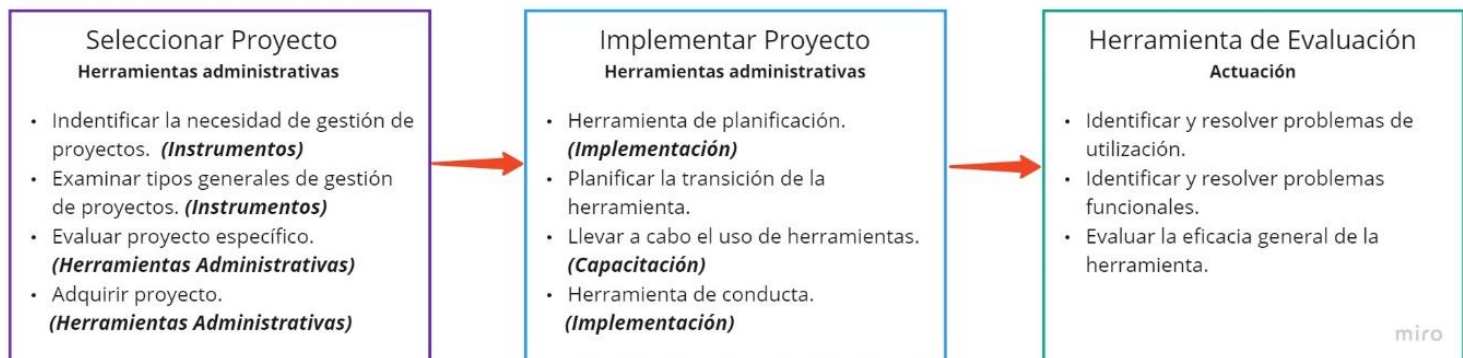 Seleccionar Proyecto
Herramientas administrativas
• Indentificar la necesidad de gestión de
proyectos. (Instrumentos)
• Examinar tipos generales de gestión
de proyectos. (Instrumentos)
• Evaluar proyecto específico.
(Herramientas Administrativas)
• Adquirir proyecto.
(Herramientas Administrativas)
Implementar Proyecto
Herramientas administrativas
• Herramienta de planificación.
(Implementación)
• Planificar la transición de la
herramienta.
• Llevar a cabo el uso de herramientas.
(Capacitación)
• Herramienta de conducta.
(Implementación)
Herramienta de Evaluación
Actuación
• Identificar y resolver problemas de
utilización.
• Identificar y resolver problemas
funcionales.
• Evaluar la eficacia general de la
herramienta.
miro